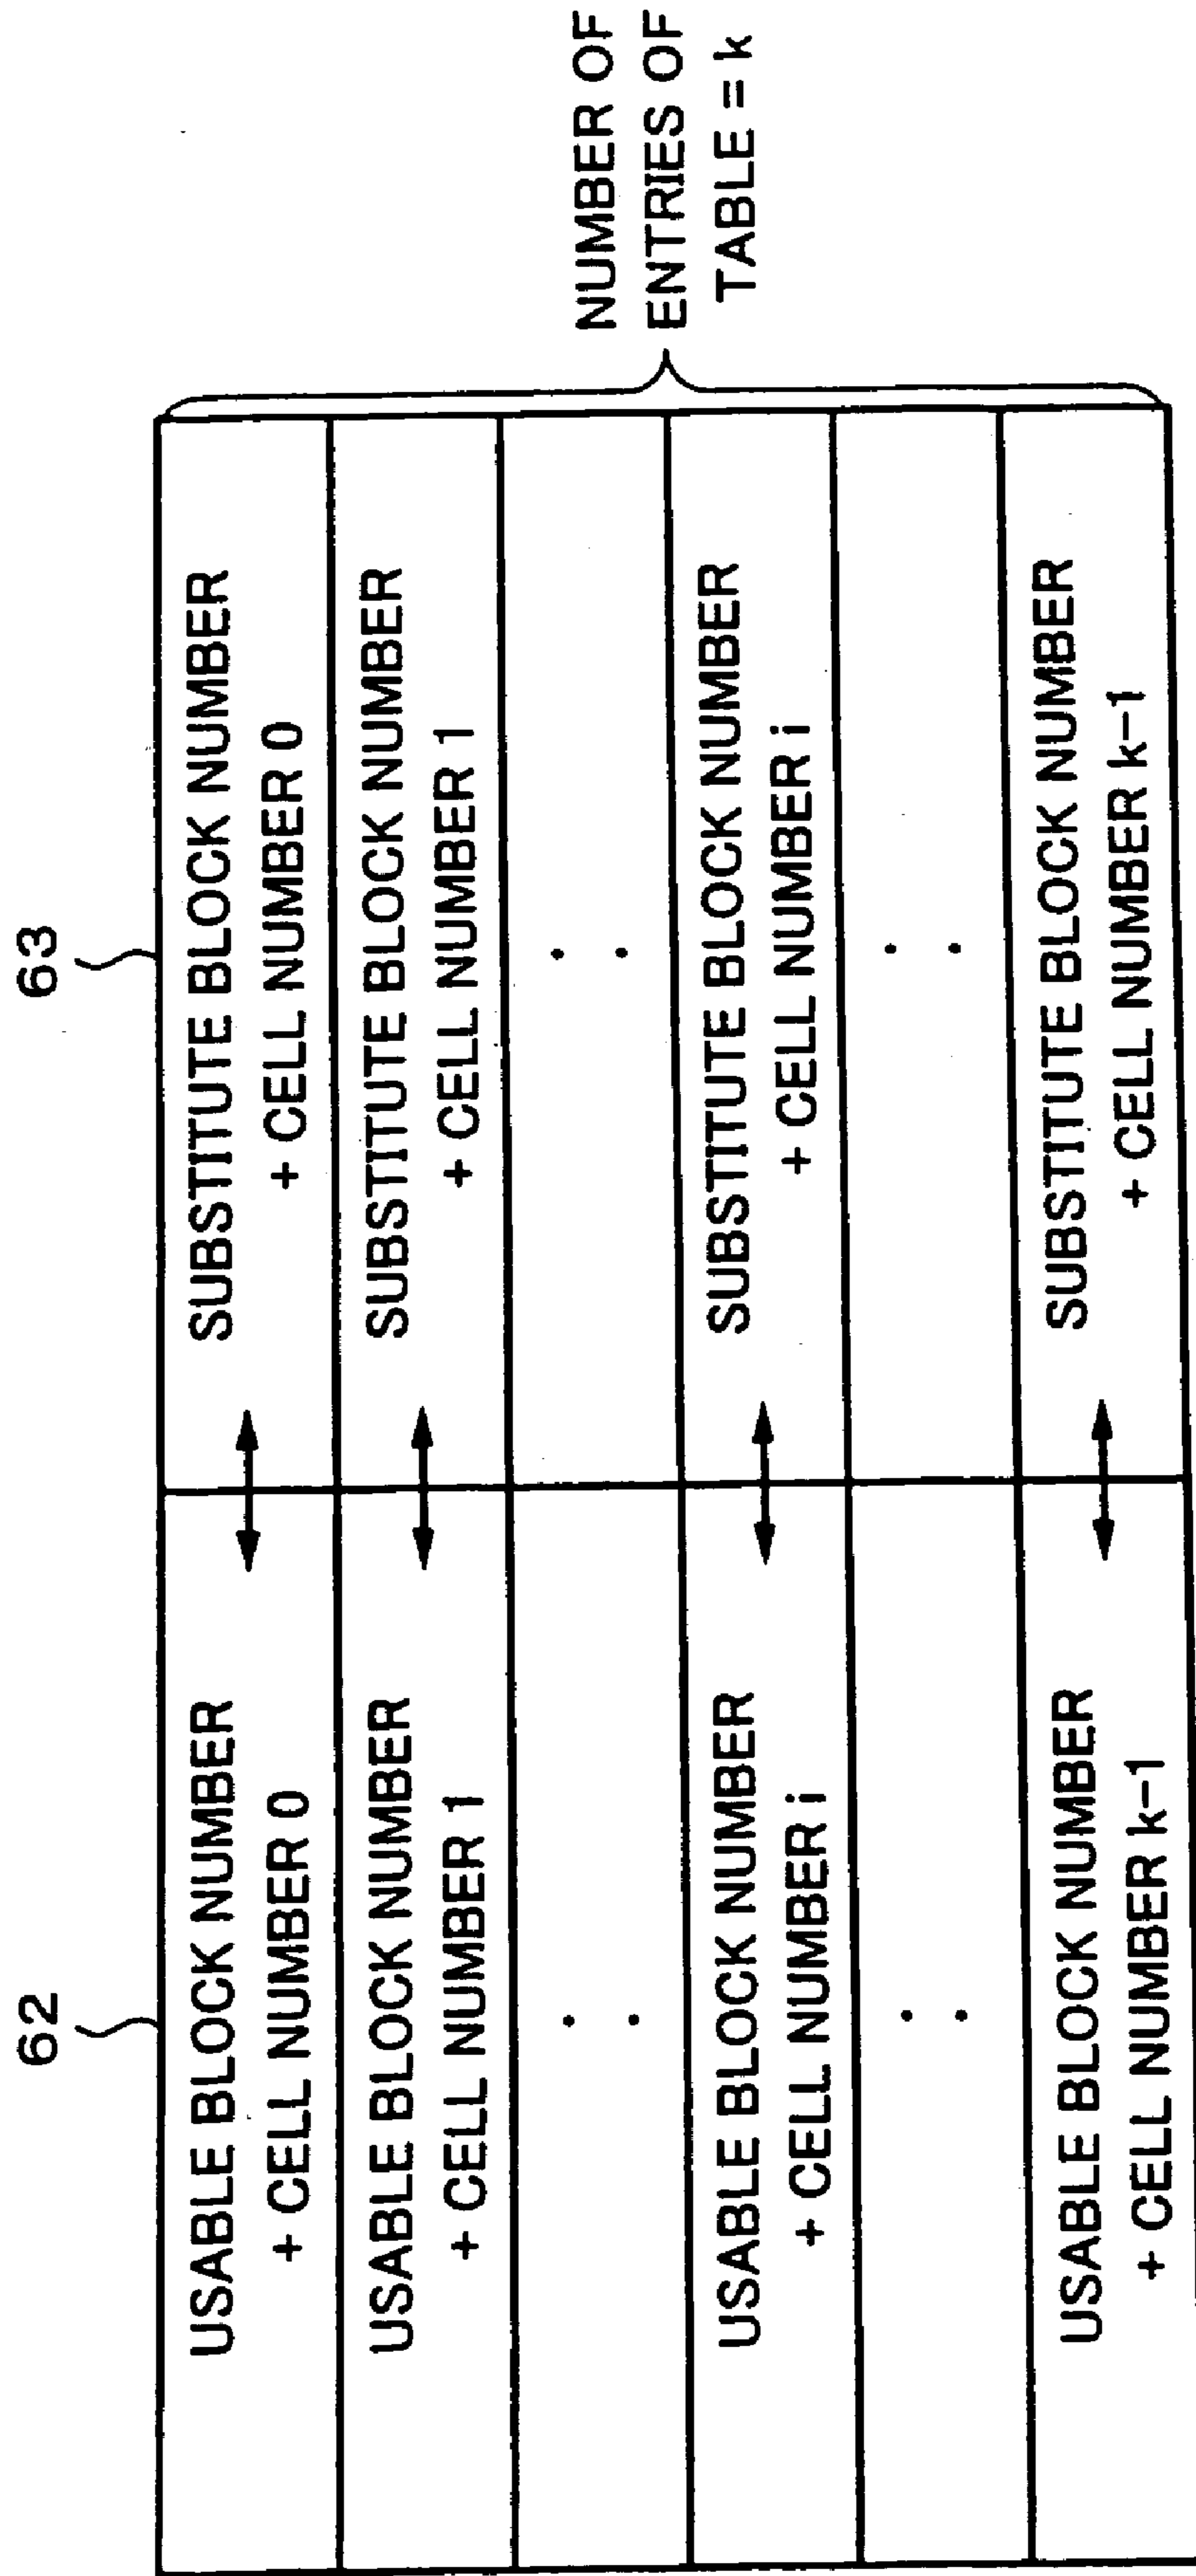 62
63
USABLE BLOCK NUMBER
+ CELL NUMBER 0
SUBSTITUTE BLOCK NUMBER
+ CELL NUMBER 0
USABLE BLOCK NUMBER
+ CELL NUMBER 1
SUBSTITUTE BLOCK NUMBER
+ CELL NUMBER 1
USABLE BLOCK NUMBER
+ CELL NUMBER i
SUBSTITUTE BLOCK NUMBER
+ CELL NUMBER i
USABLE BLOCK NUMBER
+ CELL NUMBER k-1
SUBSTITUTE BLOCK NUMBER
+ CELL NUMBER k-1
NUMBER OF
ENTRIES OF
TABLE = k